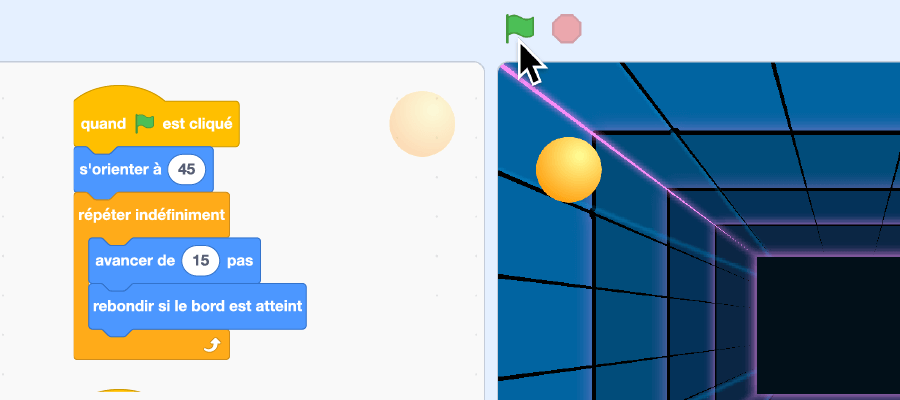 quand est cliqué
s'orienter à 45
répéter indéfiniment
avancer de 15 pas
rebondir si le bord est atteint